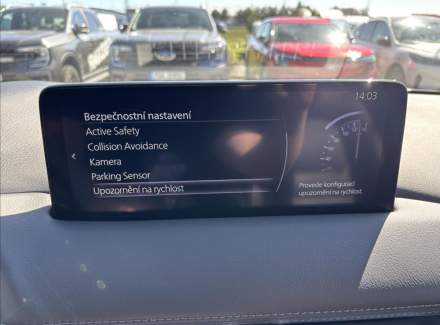 14:03
Bezpečnostní nastavení
Active Safety
Collision Avoidance
Kamera
Parking Sensor
Upozornění na rychlost
Provede konfiguraci
upozornění na rychlost.